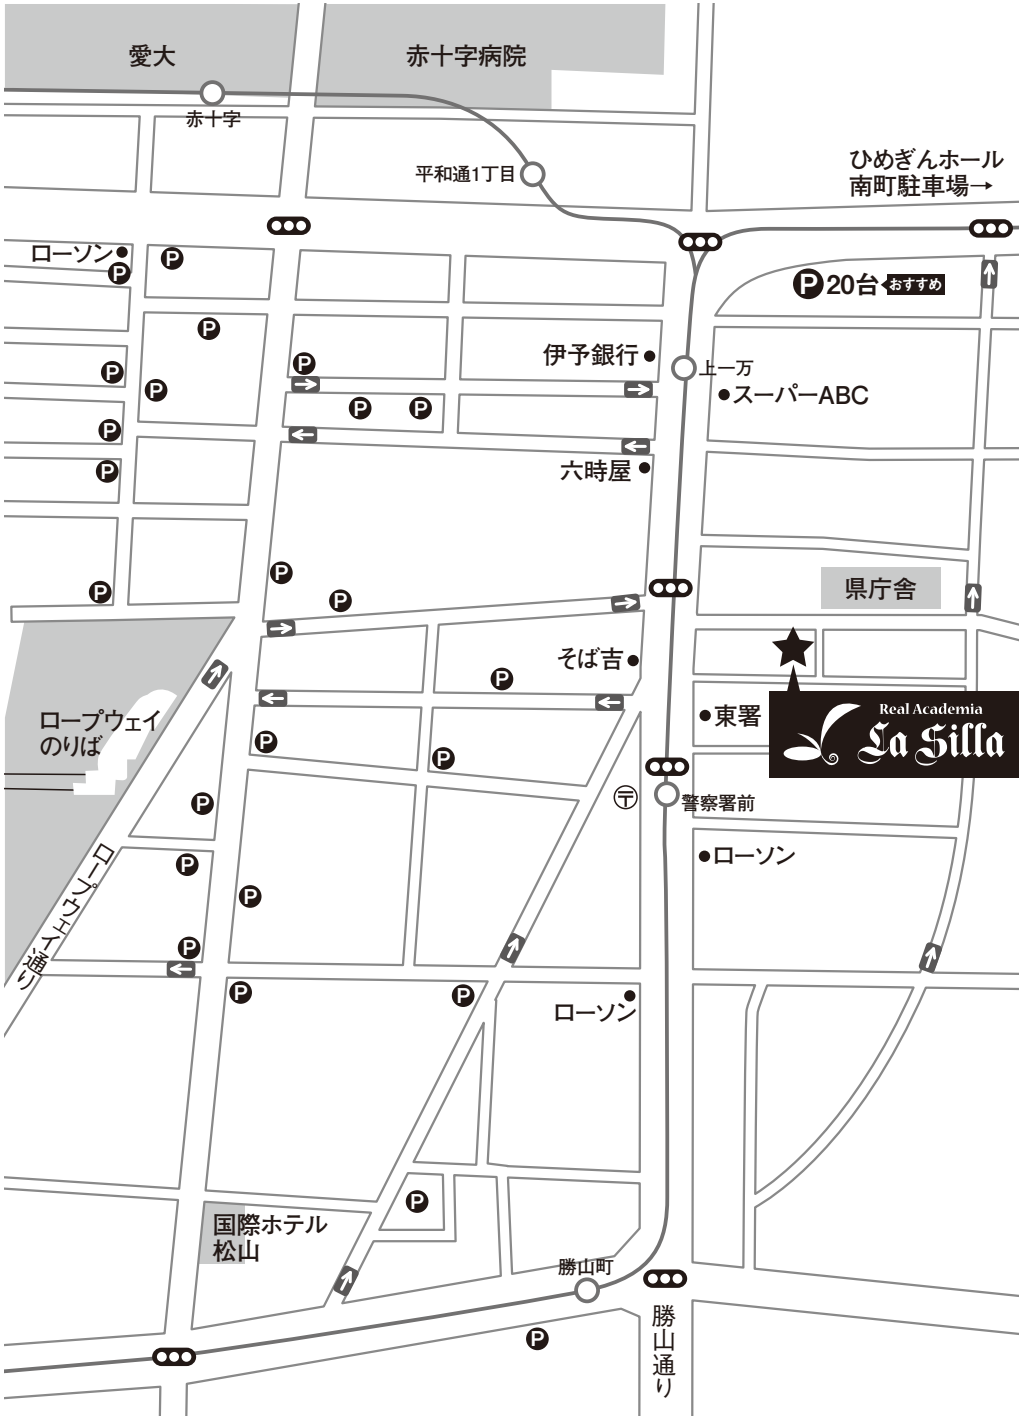 愛大
赤十字病院
赤十字
平和通1丁目
ひめぎんホール
南町駐車場→
ローソン
P
P
P 20台 おすすめ
P
伊予銀行
P
上一万
P
P
スーパーABC
P
P
P
六時屋
P
P
P
P
P
県庁舎
そば吉
P
ロープウェイ
のりば
東署
Real Academia
La Silla
P
P
P
〒
警察署前
ロープウェイ通り
P
ローソン
P
P
P
P
ローソン
P
国際ホテル
松山
勝山町
P
勝山通り